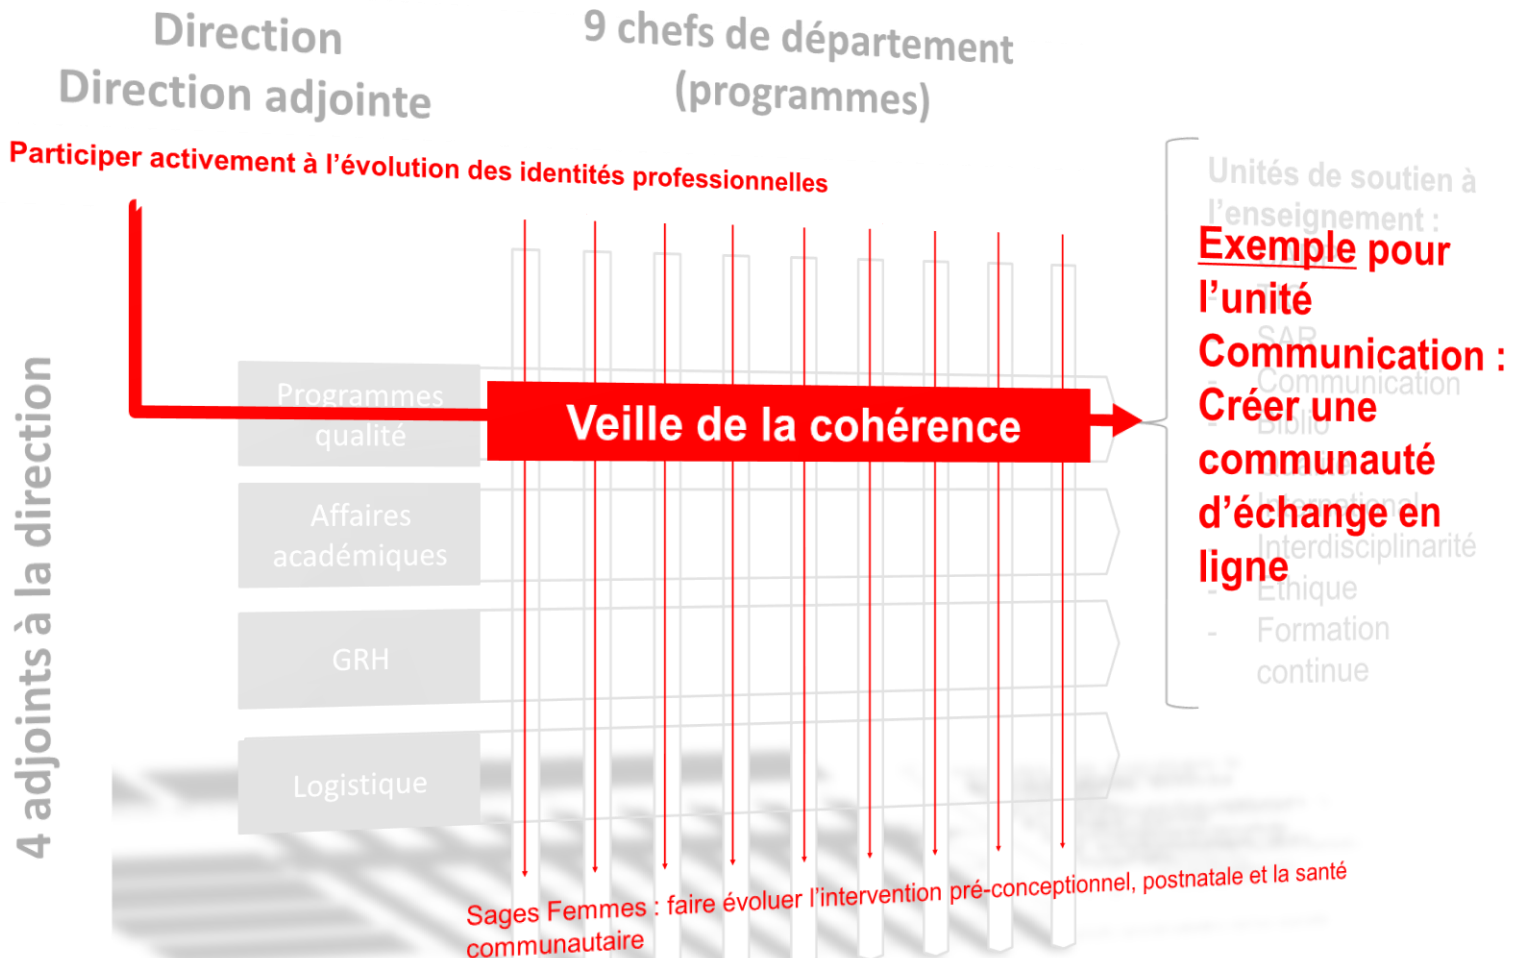 Direction
Direction adjointe
9 chefs de département
(programmes)
Participer activement à l'évolution des identités professionnelles
4 adjoints à la direction
Programmes
qualité
Affaires
académiques
GRH
Logistique
Veille de la cohérence
Unités de soutien à
l'enseignement :
- SAR
- Communication
- Biblio
- International
- Interdisciplinarité
- Ethique
- Formation
continue
Exemple pour
l'unité
Communication :
Créer une
communauté
d'échange en
ligne
Sages Femmes : faire évoluer l'intervention pré-conceptionnel, postnatale et la santé
communautaire